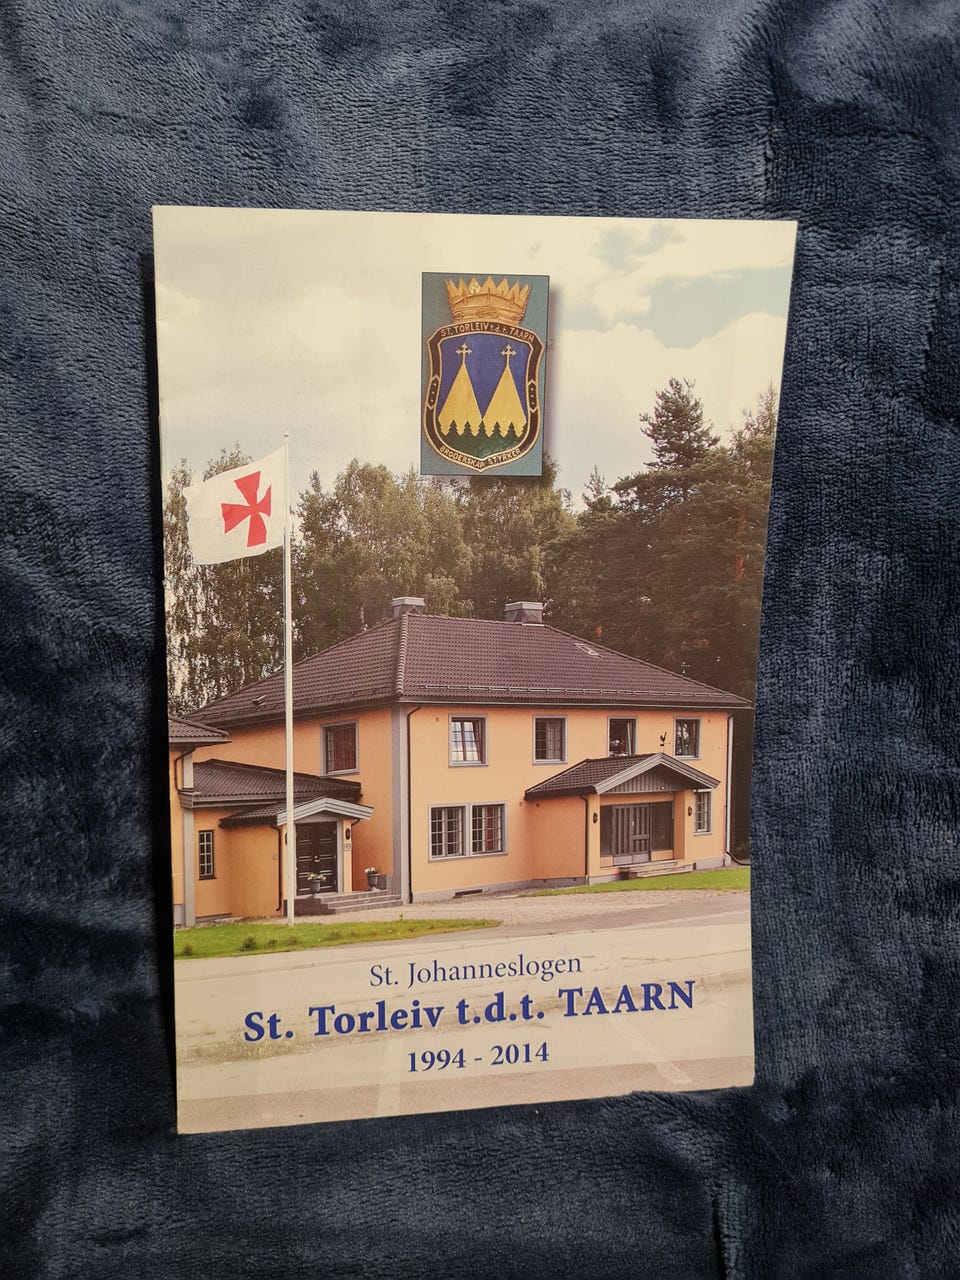 ST. TORLEIV t.d.t. TAARN
BRODERSKAP STYRKER
St. Johanneslogen
St. Torleiv t.d.t. TAARN
1994 - 2014